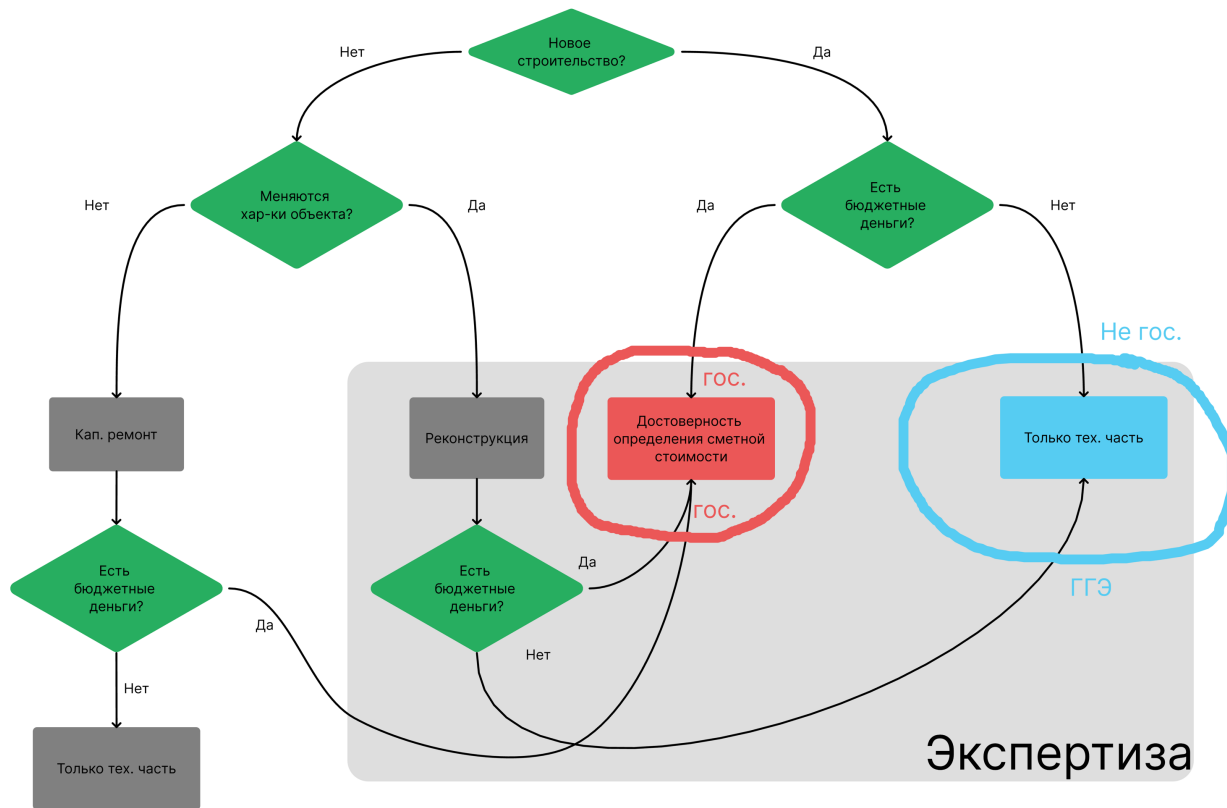 Новое
строительство?
Нет
Да
Меняются
хар-ки объекта?
Есть
бюджетные
деньги?
Нет
Да
Да
Нет
Не гос.
гос.
Кап. ремонт
Реконструкция
Достоверность
определения сметной
стоимости
Только тех. часть
гос.
Есть
бюджетные
деньги?
Есть
бюджетные
деньги?
Да
ГГЭ
Да
Нет
Нет
Только тех. часть
Экспертиза